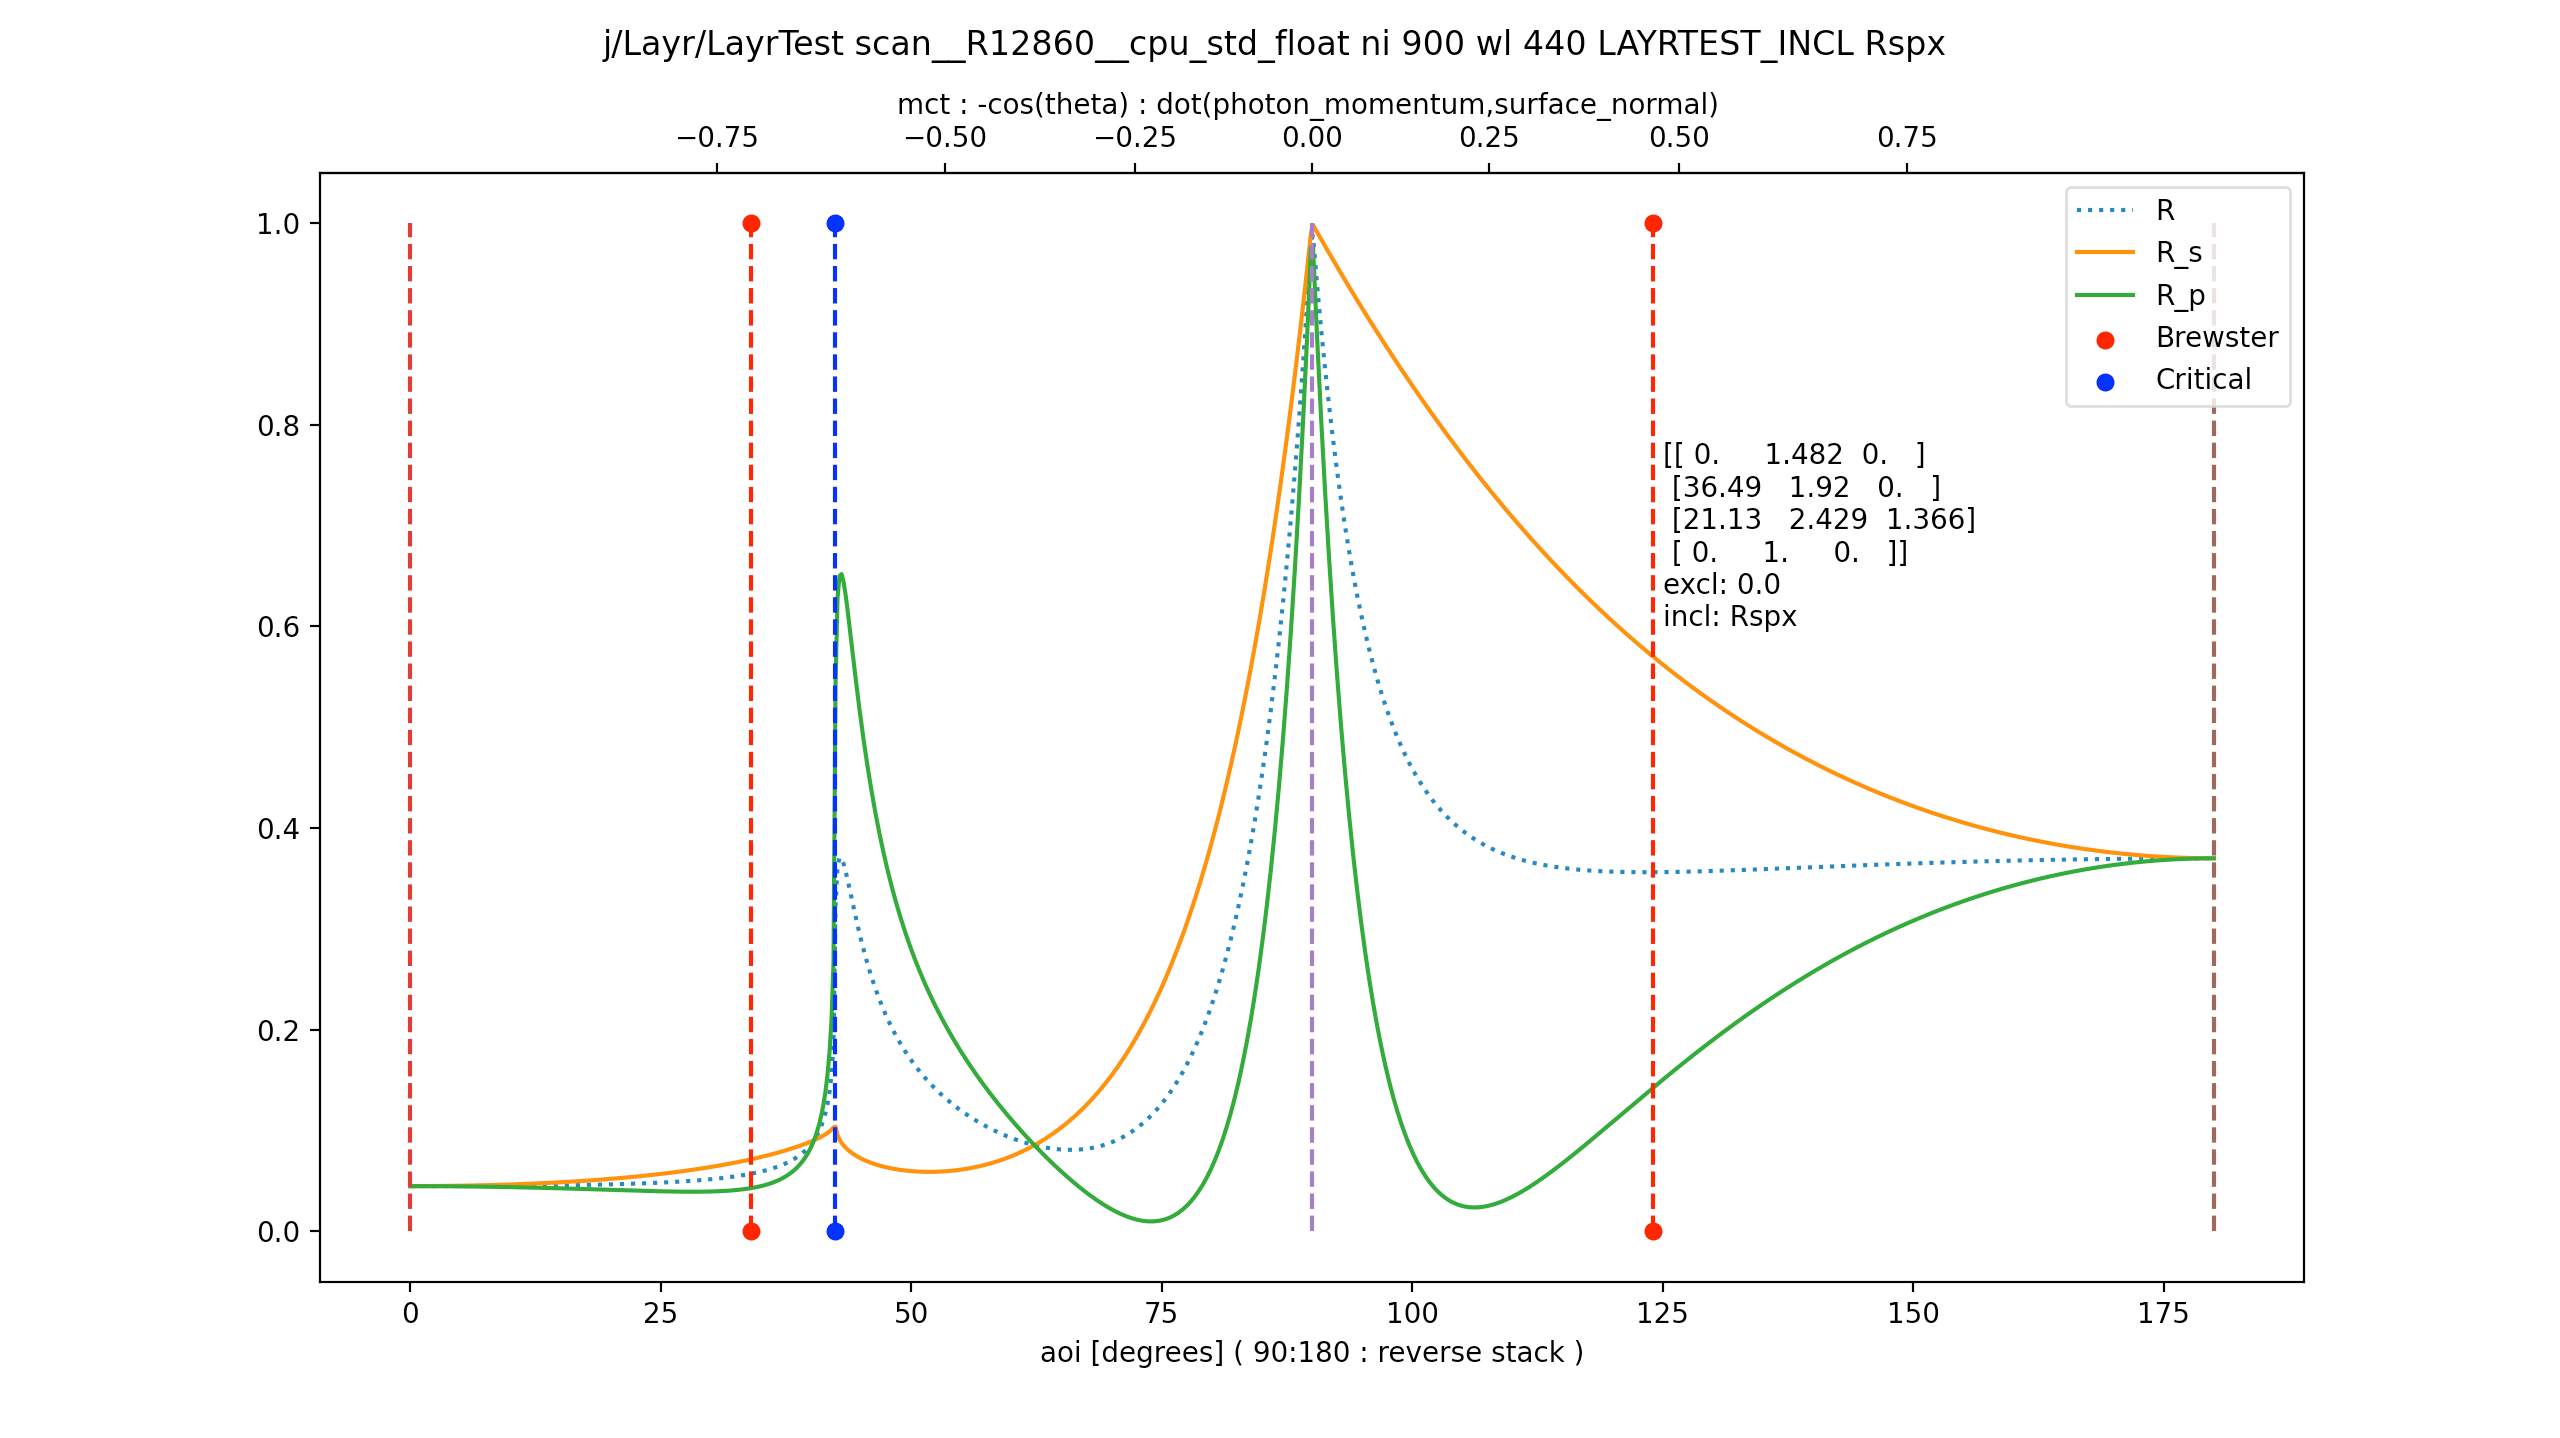 j/Layr/LayrTest scan__R12860__cpu_std_float ni 900 wl 440 LAYRTEST_INCL Rspx
mct : -cos(theta) : dot(photon_momentum,surface_normal)
−0.75 −0.50 −0.25 0.00 0.25 0.50 0.75
R
R_s
R_p
Brewster
Critical
1.0
0.8
0.6
0.4
0.2
0.0
[[ 0. 1.482 0. ]
[36.49 1.92 0. ]
[21.13 2.429 1.366]
[ 0. 1. 0. ]]
excl: 0.0
incl: Rspx
0 25 50 75 100 125 150 175
aoi [degrees] ( 90:180 : reverse stack )